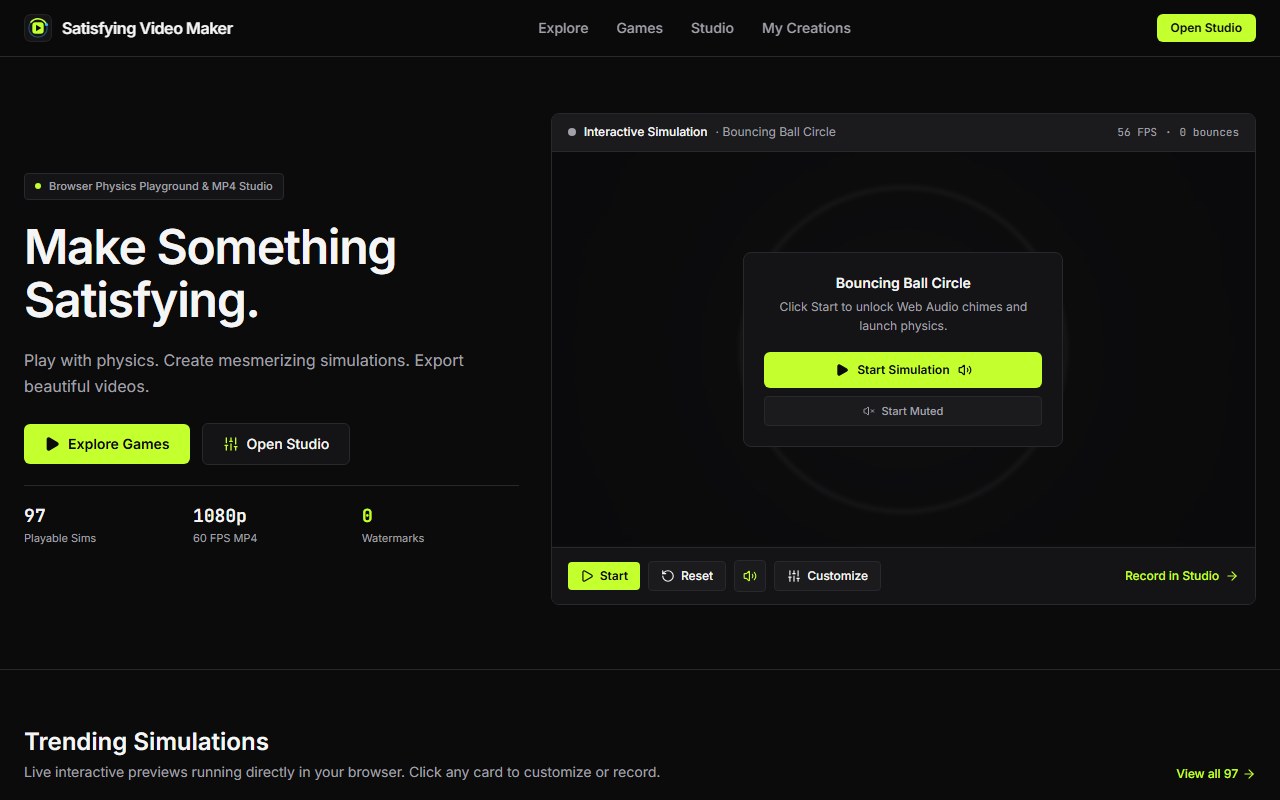 Satisfying Video Maker
Explore
Games
Studio
My Creations
Open Studio
Browser Physics Playground & MP4 Studio
Make Something
Satisfying.
Play with physics. Create mesmerizing simulations. Export
beautiful videos.
Explore Games
Open Studio
97
Playable Sims
1080p
60 FPS MP4
0
Watermarks
Interactive Simulation · Bouncing Ball Circle
56 FPS · 0 bounces
Bouncing Ball Circle
Click Start to unlock Web Audio chimes and
launch physics.
Start Simulation
Start Muted
Start
Reset
Customize
Record in Studio →
Trending Simulations
Live interactive previews running directly in your browser. Click any card to customize or record.
View all 97 →